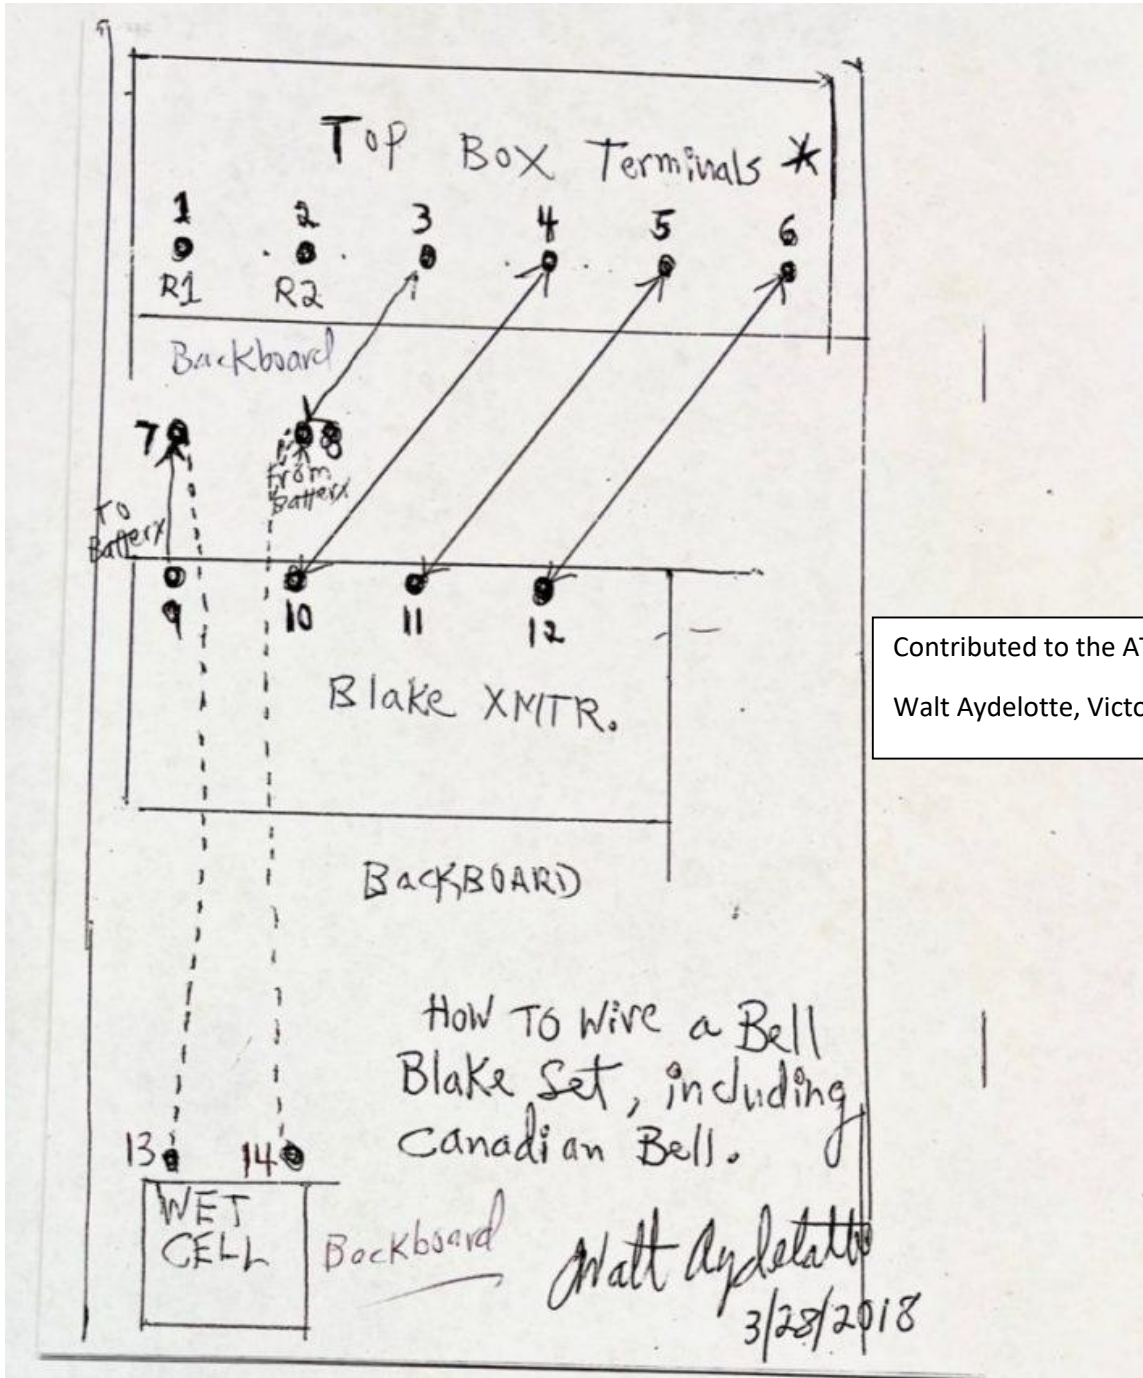 Top Box Terminals *
1 2 3 4 5 6
R1 R2
Backboard
7 8
From
Battery
To
Battery
9 10 11 12
Blake XMTR.
BACKBOARD
Contributed to the AT
Walt Aydelotte, Victo
How To Wire a Bell
Blake Set, including
Canadian Bell.
13 14
WET
CELL
Backboard
Walt Aydelotte
3/28/2018